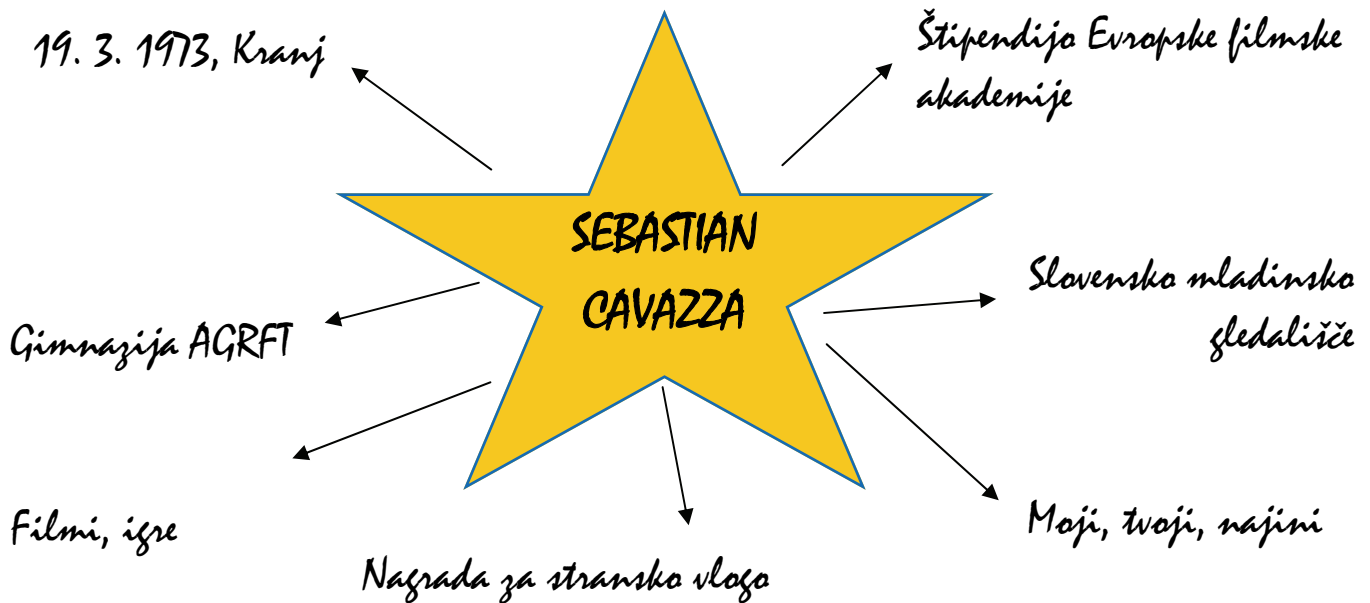 19. 3. 1973, Kranj
Štipendijo Evropske filmske
akademije
SEBASTIAN
CAVAZZA
Slovensko mladinsko
gledališče
Gimnazija AGRFT
Filmi, igre
Moji, tvoji, najini
Nagrada za stransko vlogo